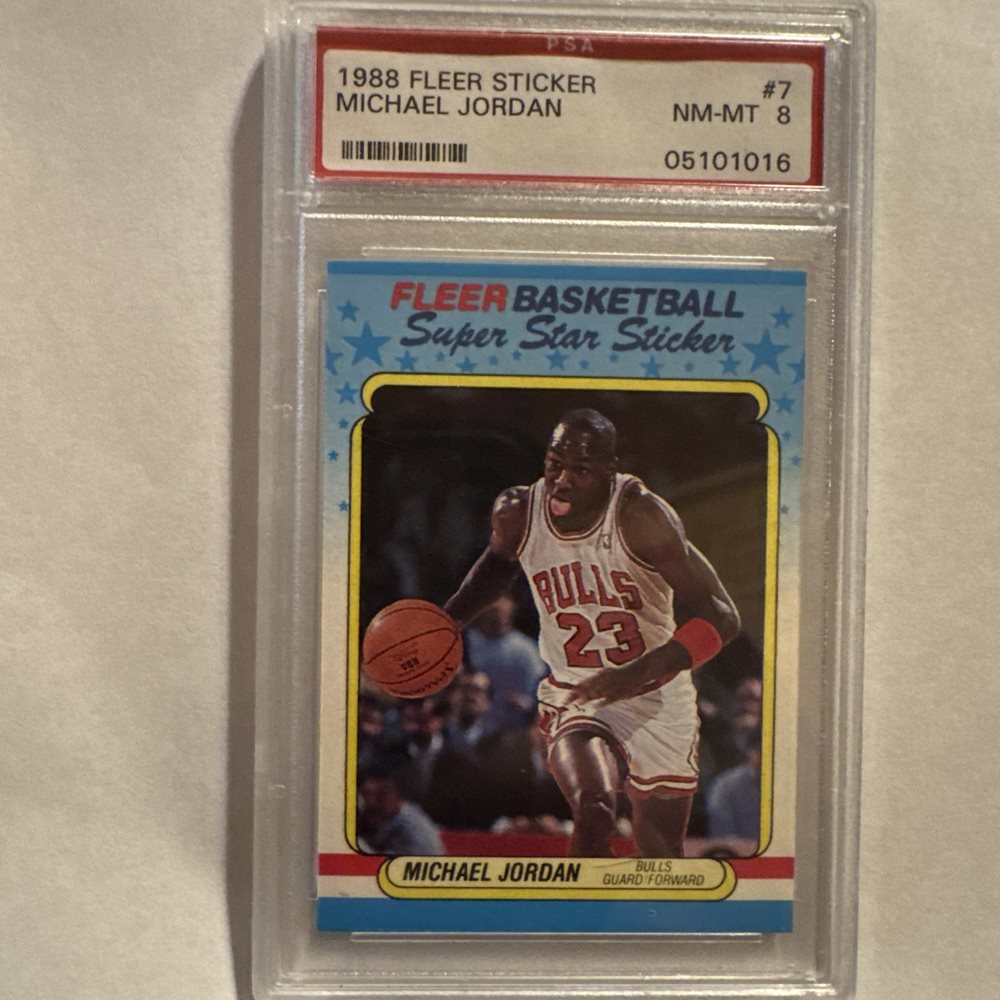 PSA
1988 FLEER STICKER #7
MICHAEL JORDAN NM-MT 8
05101016
FLEER BASKETBALL
Super Star Sticker
BULLS
23
MICHAEL JORDAN
BULLS
GUARD/FORWARD